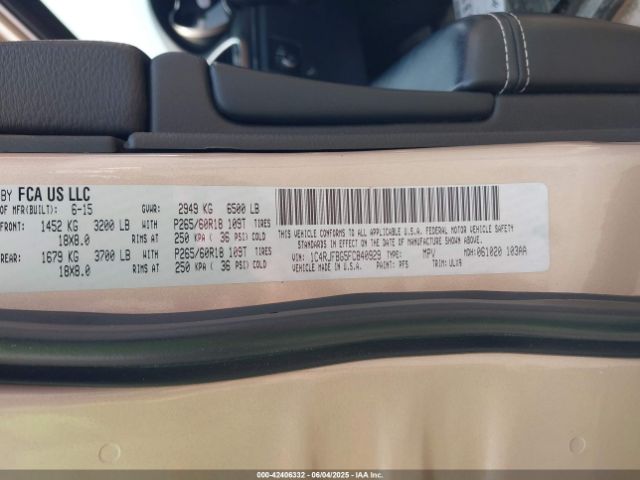 BY FCA US LLC
OF MFR(BUILT): 6-15 GVWR: 2949 KG 6500 LB
FRONT: 1452 KG 3200 LB WITH P265/60R18 109T TIRES
18X8.0 RIMS AT 250 KPA ( 36 PSI) COLD
REAR: 1679 KG 3700 LB WITH P265/60R18 109T TIRES
18X8.0 RIMS AT 250 KPA ( 36 PSI) COLD
THIS VEHICLE CONFORMS TO ALL APPLICABLE U.S.A. FEDERAL MOTOR VEHICLE SAFETY
STANDARDS IN EFFECT ON THE DATE OF MANUFACTURE SHOWN ABOVE.
VIN: 1C4RJFBG5FC840929 TYPE: MPV MDH: 061020 103AA
VEHICLE MADE IN U.S.A. PAINT: PFS TRIM: ULX9
000-42406332 - 06/04/2025 - COPYRIGHT IAA, LLC